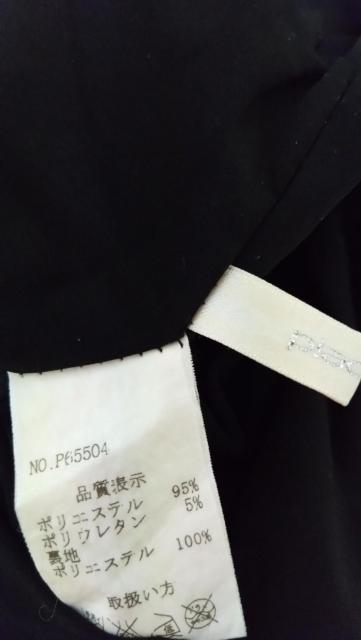 NO.P65504
品質表示
ポリエステル 95%
ポリウレタン 5%
裏地
ポリエステル 100%
取扱い方